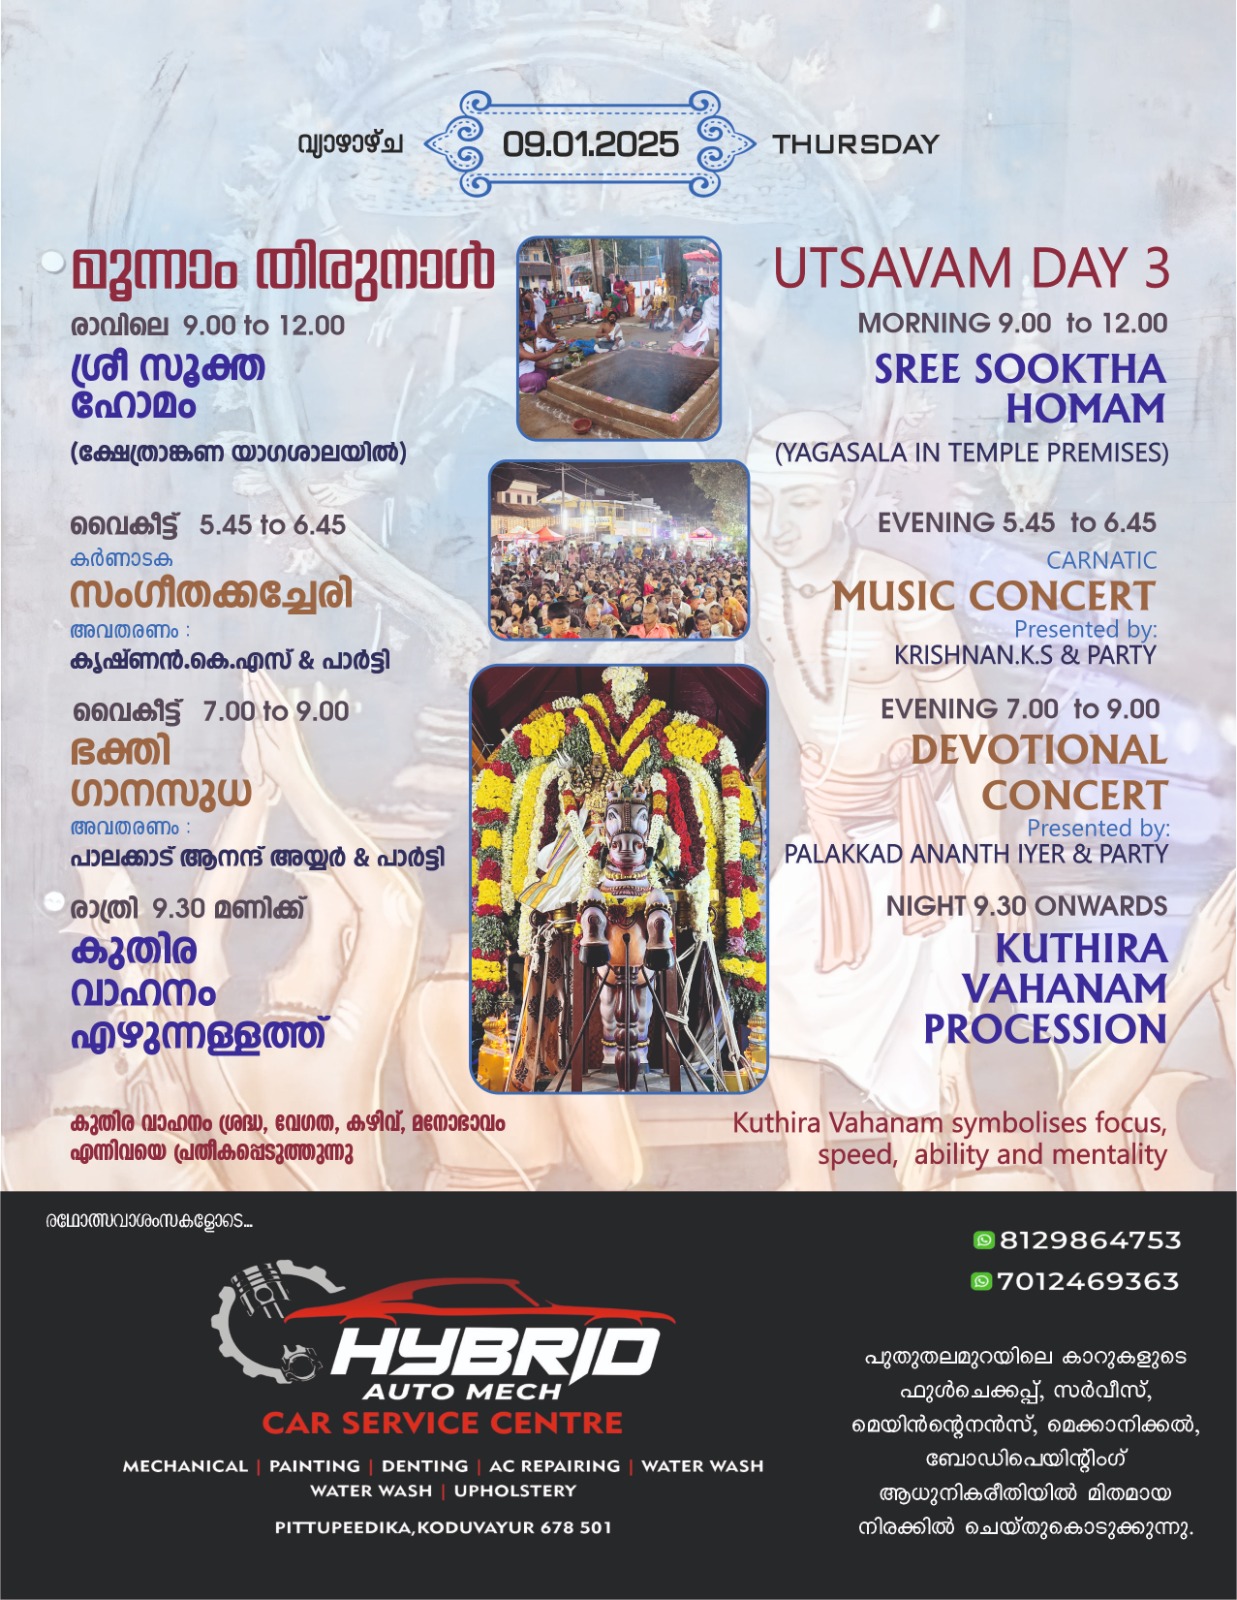 വ്യാഴാഴ്ച 09.01.2025 THURSDAY
മൂന്നാം തിരുനാൾ
രാവിലെ 9.00 to 12.00
ശ്രീ സൂക്ത
ഹോമം
(ക്ഷേത്രാങ്കണ യാഗശാലയിൽ)
വൈകീട്ട് 5.45 to 6.45
കർണാടക
സംഗീതക്കച്ചേരി
അവതരണം :
കൃഷ്ണൻ.കെ.എസ് & പാർട്ടി
വൈകീട്ട് 7.00 to 9.00
ഭക്തി
ഗാനസുധ
അവതരണം :
പാലക്കാട് ആനന്ദ് അയ്യർ & പാർട്ടി
രാത്രി 9.30 മണിക്ക്
കുതിര
വാഹനം
എഴുന്നള്ളത്ത്
കുതിര വാഹനം ശ്രദ്ധ, വേഗത, കഴിവ്, മനോഭാവം
എന്നിവയെ പ്രതീകപ്പെടുത്തുന്നു
UTSAVAM DAY 3
MORNING 9.00 to 12.00
SREE SOOKTHA
HOMAM
(YAGASALA IN TEMPLE PREMISES)
EVENING 5.45 to 6.45
CARNATIC
MUSIC CONCERT
Presented by:
KRISHNAN.K.S & PARTY
EVENING 7.00 to 9.00
DEVOTIONAL
CONCERT
Presented by:
PALAKKAD ANANTH IYER & PARTY
NIGHT 9.30 ONWARDS
KUTHIRA
VAHANAM
PROCESSION
Kuthira Vahanam symbolises focus,
speed, ability and mentality
രഥോത്സവാശംസകളോടെ...
HYBRID
AUTO MECH
CAR SERVICE CENTRE
MECHANICAL | PAINTING | DENTING | AC REPAIRING | WATER WASH
WATER WASH | UPHOLSTERY
PITTUPEEDIKA,KODUVAYUR 678 501
8129864753
7012469363
പുതുതലമുറയിലെ കാറുകളുടെ
ഫുൾചെക്കപ്പ്, സർവീസ്,
മെയിൻന്റെനൻസ്, മെക്കാനിക്കൽ,
ബോഡിപെയിന്റിംഗ്
ആധുനികരീതിയിൽ മിതമായ
നിരക്കിൽ ചെയ്തുകൊടുക്കുന്നു.